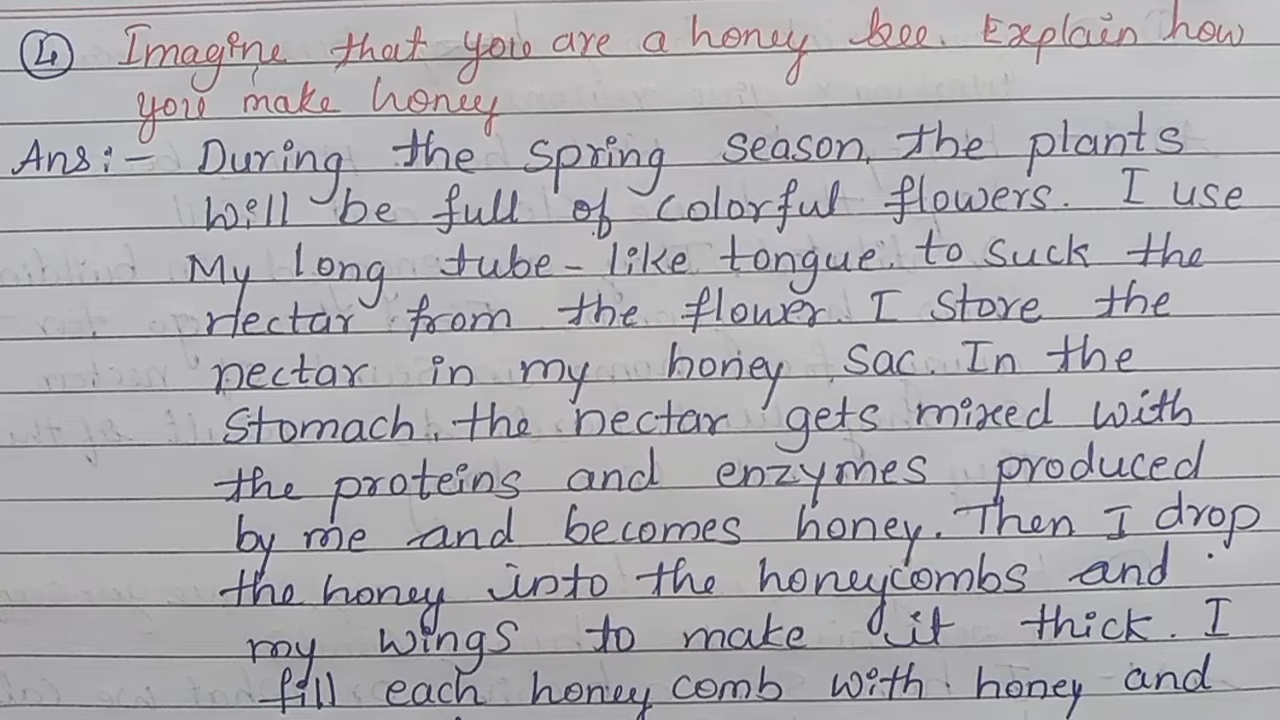 4 Imagine that you are a honey bee. Explain how
you make honey
Ans:- During the spring season, the plants
will be full of colorful flowers. I use
My long tube-like tongue. to suck the
nectar from the flower. I store the
nectar in my honey sac. In the
stomach, the nectar gets mixed with
the proteins and enzymes produced
by me and becomes honey. Then I drop
the honey into the honeycombs and
my wings to make it thick. I
fill each honey comb with honey and